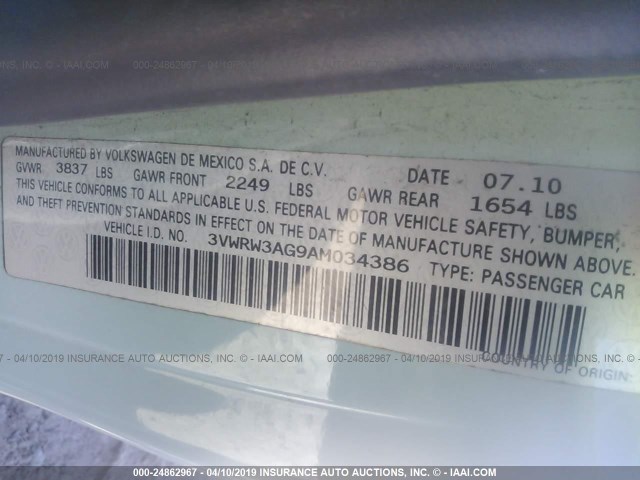 000-24862967 - 04/10/2019 INSURANCE AUTO AUCTIONS, INC. © - IAAI.COM
MANUFACTURED BY VOLKSWAGEN DE MEXICO S.A. DE C.V. DATE 07.10
GVWR 3837 LBS GAWR FRONT 2249 LBS GAWR REAR 1654 LBS
THIS VEHICLE CONFORMS TO ALL APPLICABLE U.S. FEDERAL MOTOR VEHICLE SAFETY, BUMPER,
AND THEFT PREVENTION STANDARDS IN EFFECT ON THE DATE OF MANUFACTURE SHOWN ABOVE.
VEHICLE I.D. NO. 3VWRW3AG9AM034386 TYPE: PASSENGER CAR
04/10/2019 INSURANCE AUTO AUCTIONS, INC. © - IAAI.COM 000-24862967 - 04/10/2019 INSURANCE AUTO AUCTIONS, INC. © - IAAI.COM
COUNTRY OF ORIGIN:
000-24862967 - 04/10/2019 INSURANCE AUTO AUCTIONS, INC. © - IAAI.COM